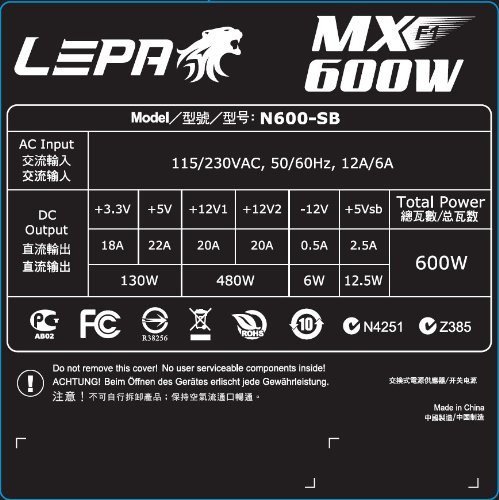 LEPA
MX F1
600W
Model／型號／型号: N600-SB
AC Input
交流輸入
交流输人
115/230VAC, 50/60Hz, 12A/6A
DC
Output
直流輸出
直流输出
+3.3V +5V +12V1 +12V2 -12V +5Vsb
Total Power
總瓦數/总瓦数
18A 22A 20A 20A 0.5A 2.5A
600W
130W 480W 6W 12.5W
PC
AB02
FC
R38256
RoHS
10
N4251
Z385
Do not remove this cover! No user serviceable components inside!
ACHTUNG! Beim Öffnen des Gerätes erlischt jede Gewährleistung.
注意！不可自行拆卸產品；保持空氣流通口暢通。
交換式電源供應器/开关电源
Made in China
中國製造/中国制造